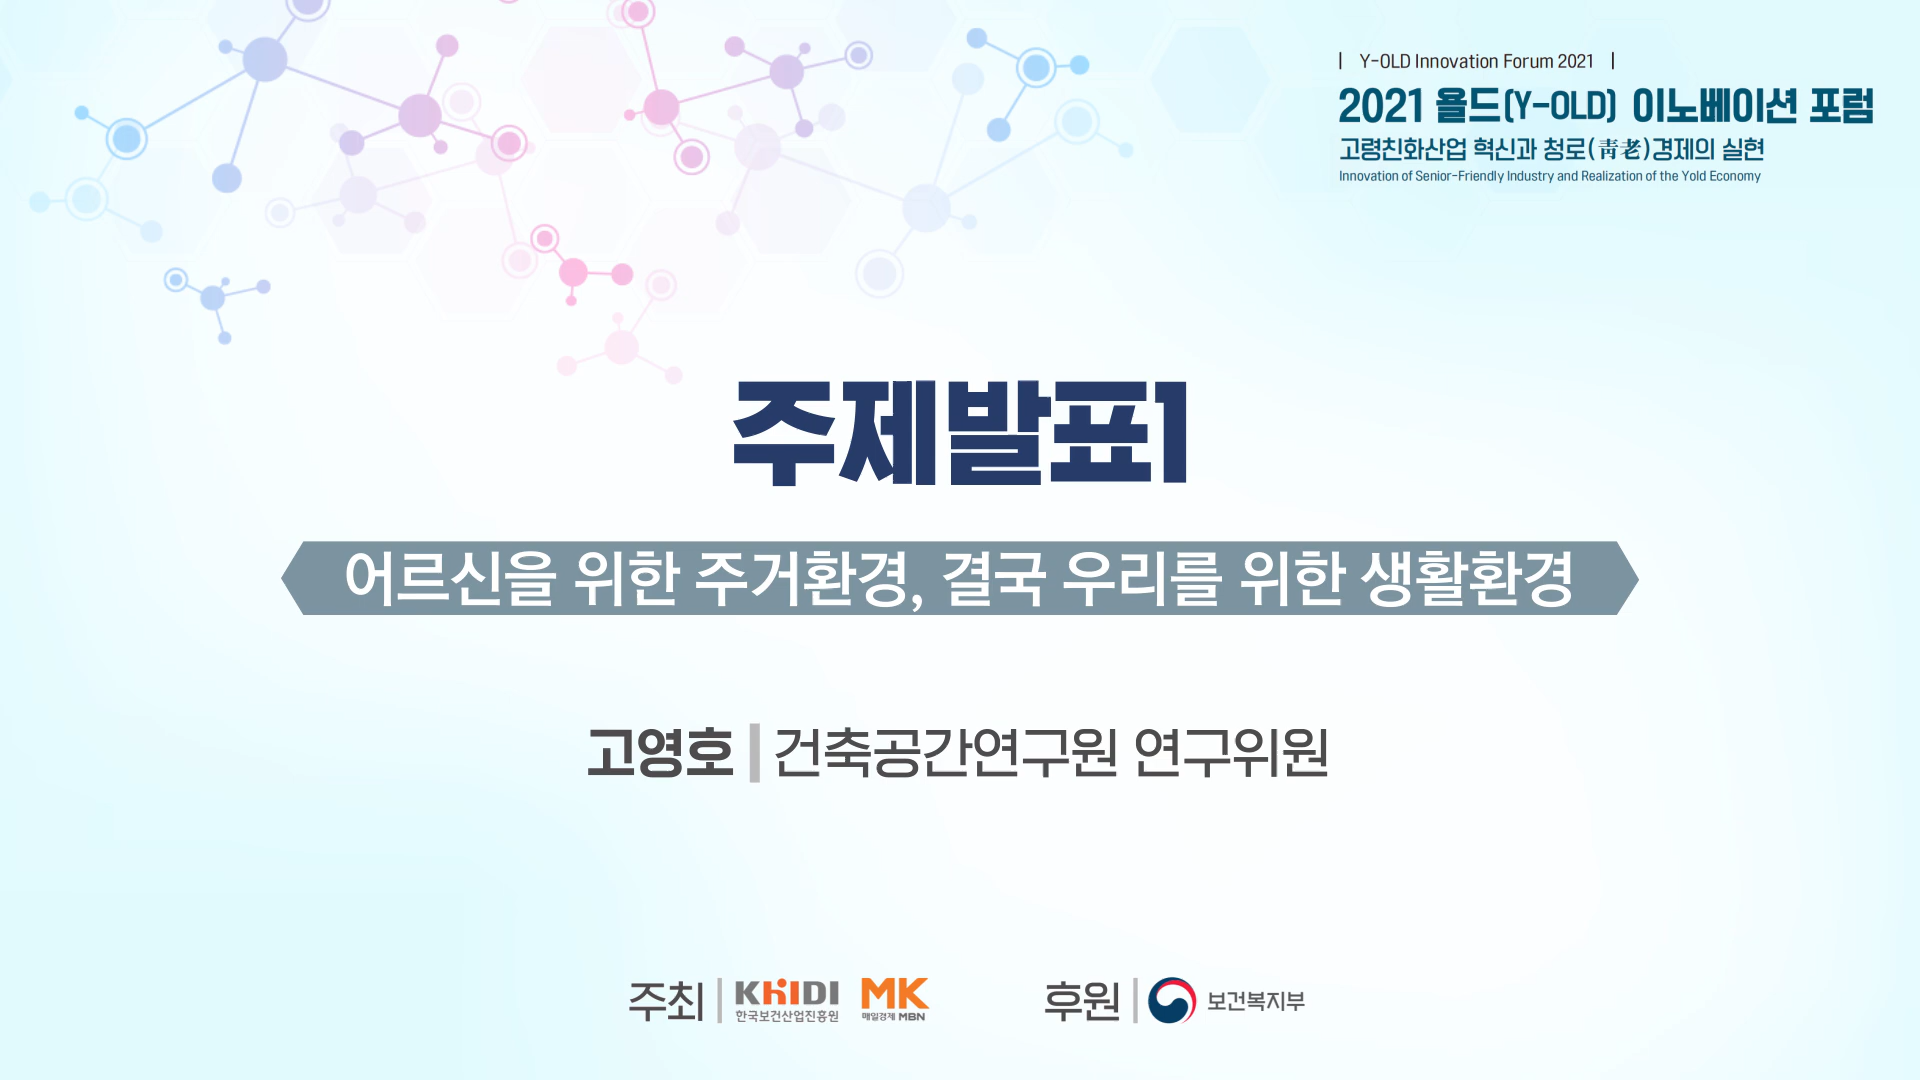 | Y-OLD Innovation Forum 2021 |
2021 욜드(Y-OLD) 이노베이션 포럼
고령친화산업 혁신과 청로(靑老)경제의 실현
Innovation of Senior-Friendly Industry and Realization of the Yold Economy
주제발표1
어르신을 위한 주거환경, 결국 우리를 위한 생활환경
고영호 | 건축공간연구원 연구위원
주최 | KHIDI 한국보건산업진흥원 MK 매일경제 MBN
후원 | 보건복지부